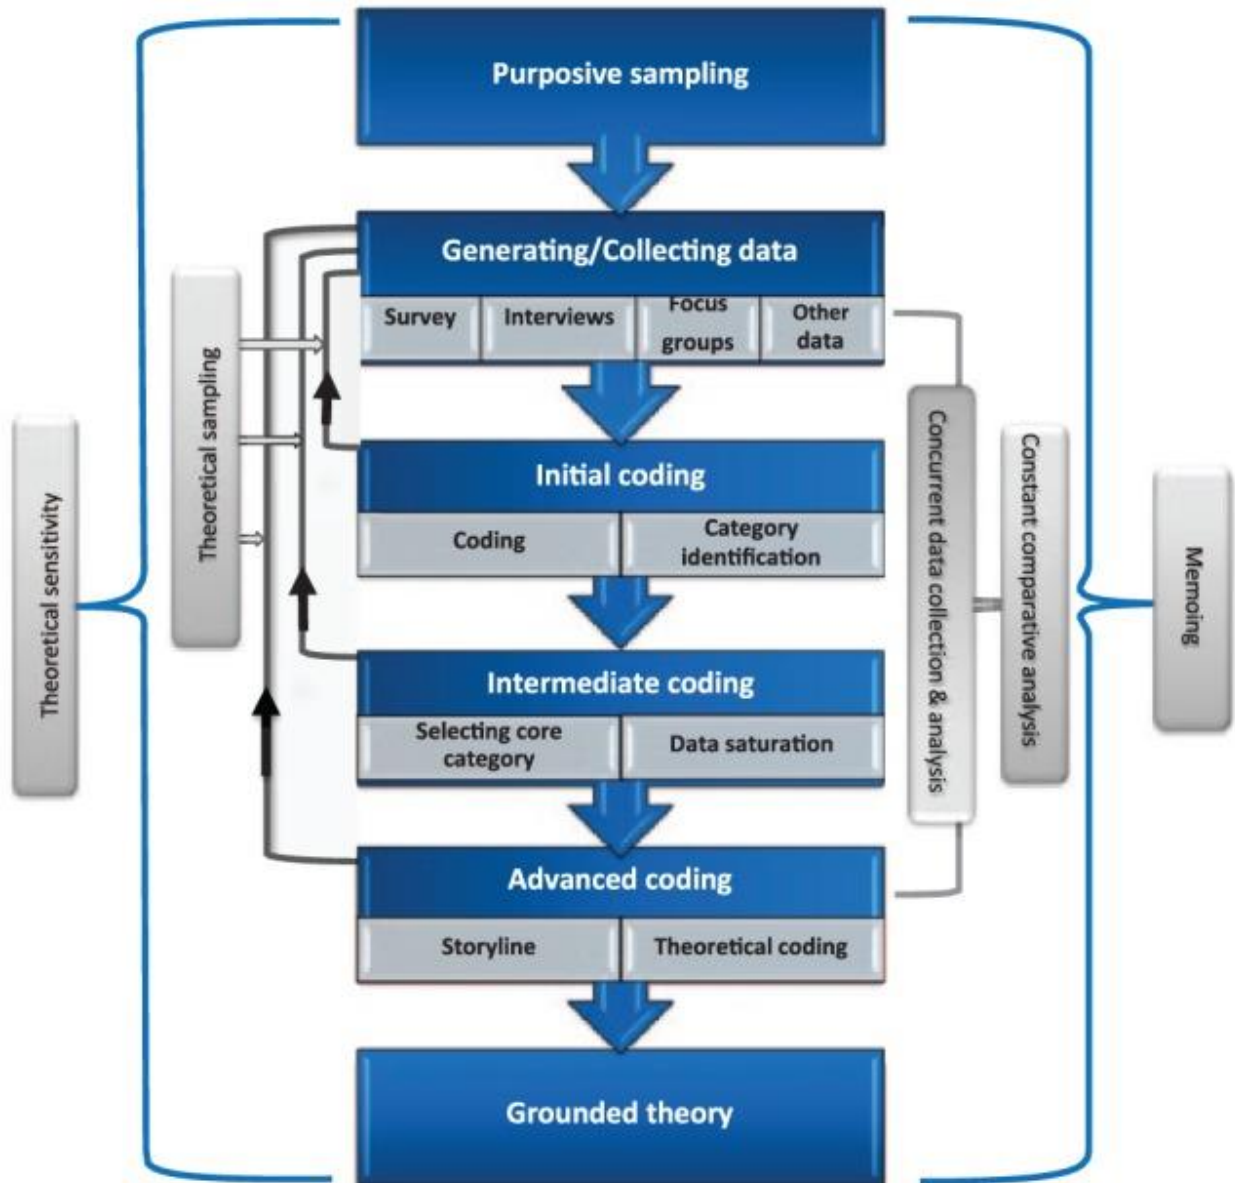 Purposive sampling
Generating/Collecting data
Survey
Interviews
Focus
groups
Other
data
Initial coding
Coding
Category
identification
Intermediate coding
Selecting core
category
Data saturation
Advanced coding
Storyline
Theoretical coding
Grounded theory
Theoretical sensitivity
Theoretical sampling
Concurrent data collection & analysis
Constant comparative analysis
Memoing